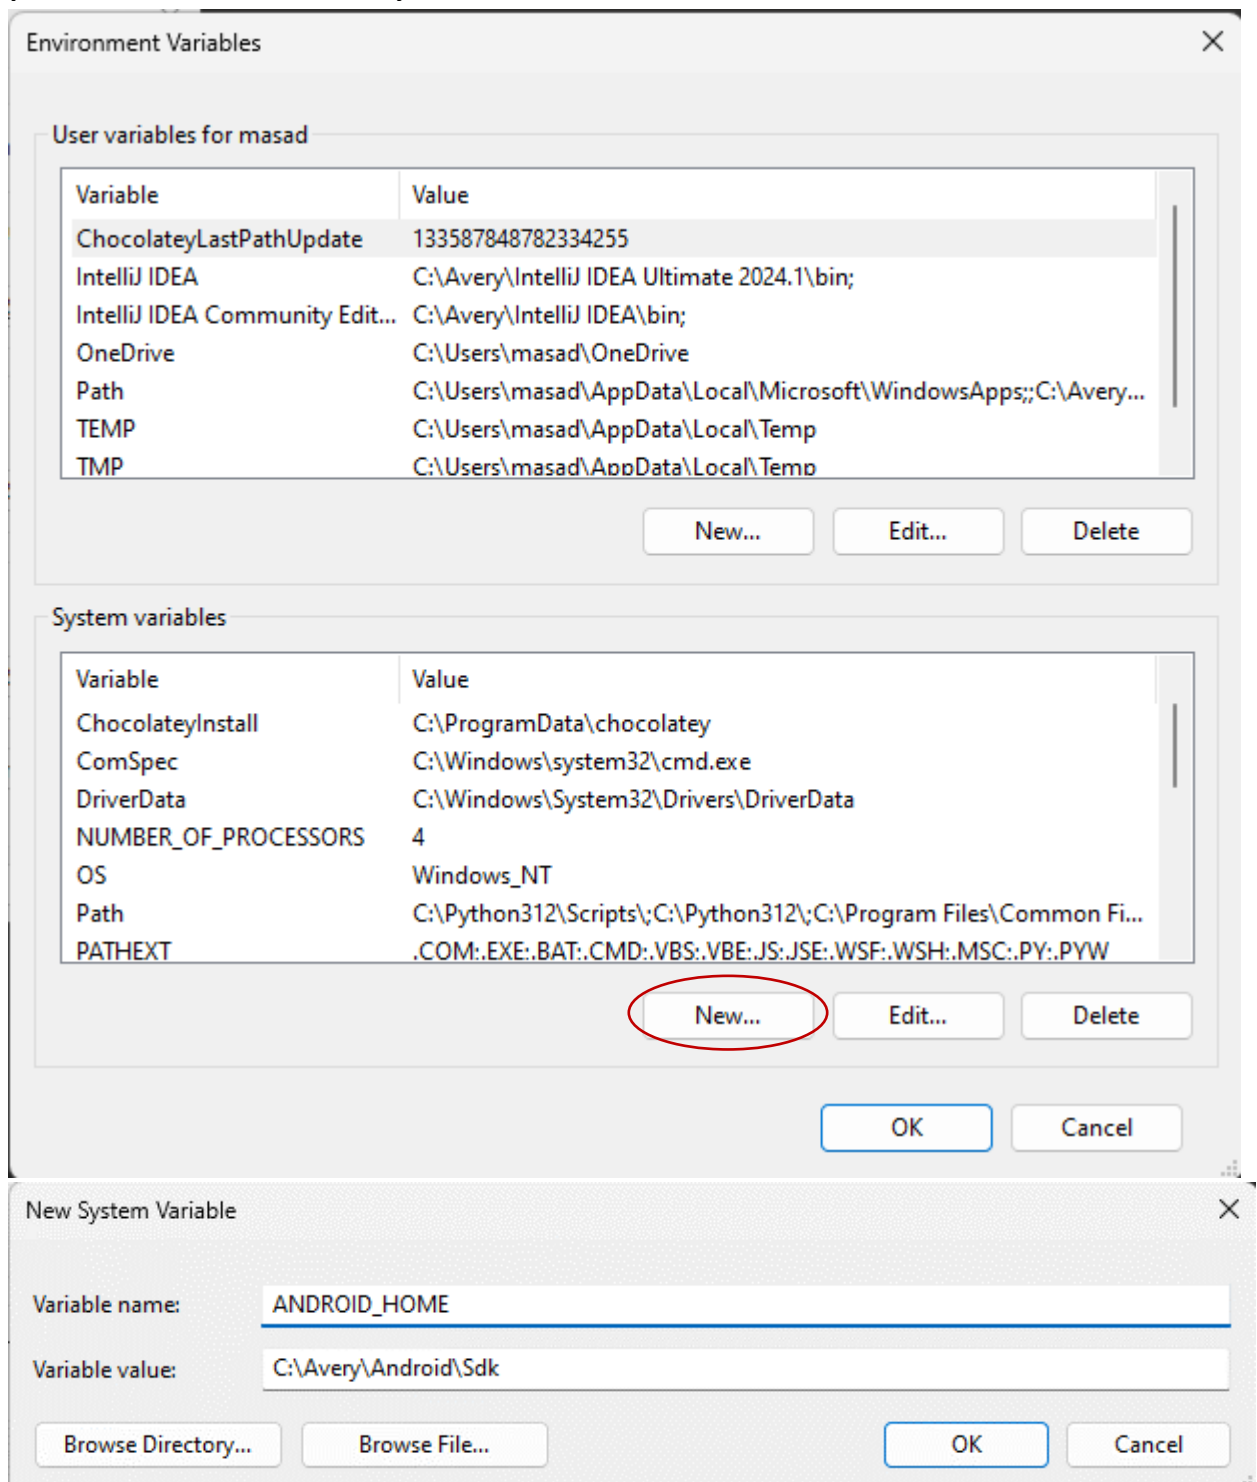 Environment Variables
User variables for masad
Variable Value
ChocolateyLastPathUpdate 133587848782334255
IntelliJ IDEA C:\Avery\IntelliJ IDEA Ultimate 2024.1\bin;
IntelliJ IDEA Community Edit... C:\Avery\IntelliJ IDEA\bin;
OneDrive C:\Users\masad\OneDrive
Path C:\Users\masad\AppData\Local\Microsoft\WindowsApps;;C:\Avery...
TEMP C:\Users\masad\AppData\Local\Temp
TMP C:\Users\masad\AppData\Local\Temp
New... Edit... Delete
System variables
Variable Value
ChocolateyInstall C:\ProgramData\chocolatey
ComSpec C:\Windows\system32\cmd.exe
DriverData C:\Windows\System32\Drivers\DriverData
NUMBER_OF_PROCESSORS 4
OS Windows_NT
Path C:\Python312\Scripts\;C:\Python312\;C:\Program Files\Common Fi...
PATHEXT .COM;.EXE;.BAT;.CMD;.VBS;.VBE;.JS;.JSE;.WSF;.WSH;.MSC;.PY;.PYW
New... Edit... Delete
OK Cancel
New System Variable
Variable name: ANDROID_HOME
Variable value: C:\Avery\Android\Sdk
Browse Directory... Browse File... OK Cancel